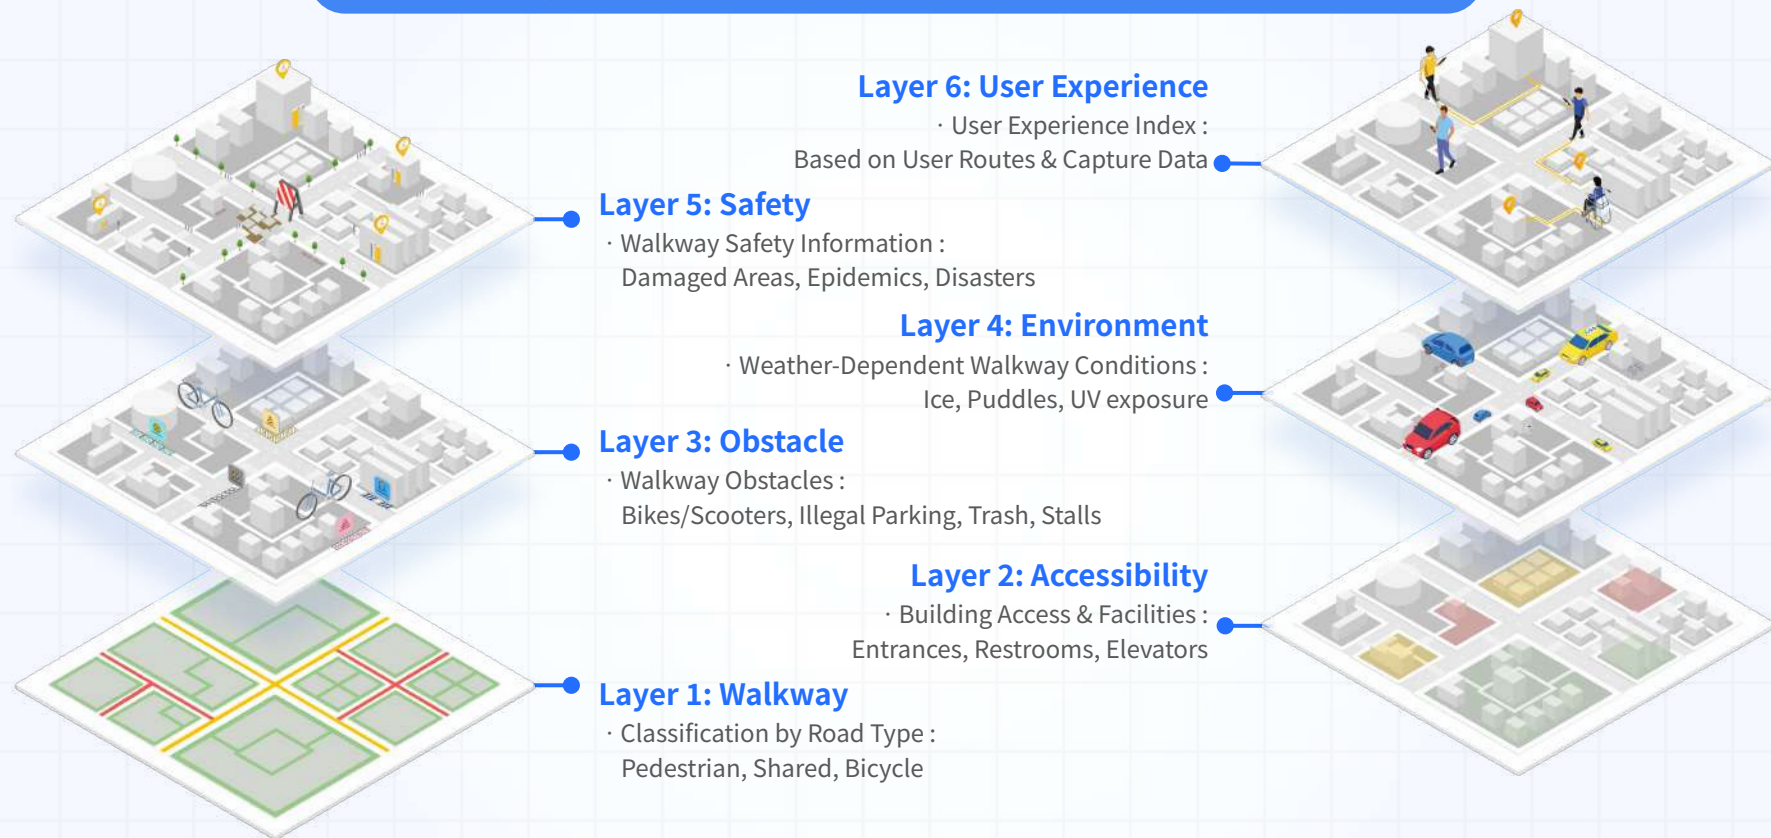 Layer 6: User Experience
· User Experience Index :
Based on User Routes & Capture Data
Layer 5: Safety
· Walkway Safety Information :
Damaged Areas, Epidemics, Disasters
Layer 4: Environment
· Weather-Dependent Walkway Conditions :
Ice, Puddles, UV exposure
Layer 3: Obstacle
· Walkway Obstacles :
Bikes/Scooters, Illegal Parking, Trash, Stalls
Layer 2: Accessibility
· Building Access & Facilities :
Entrances, Restrooms, Elevators
Layer 1: Walkway
· Classification by Road Type :
Pedestrian, Shared, Bicycle